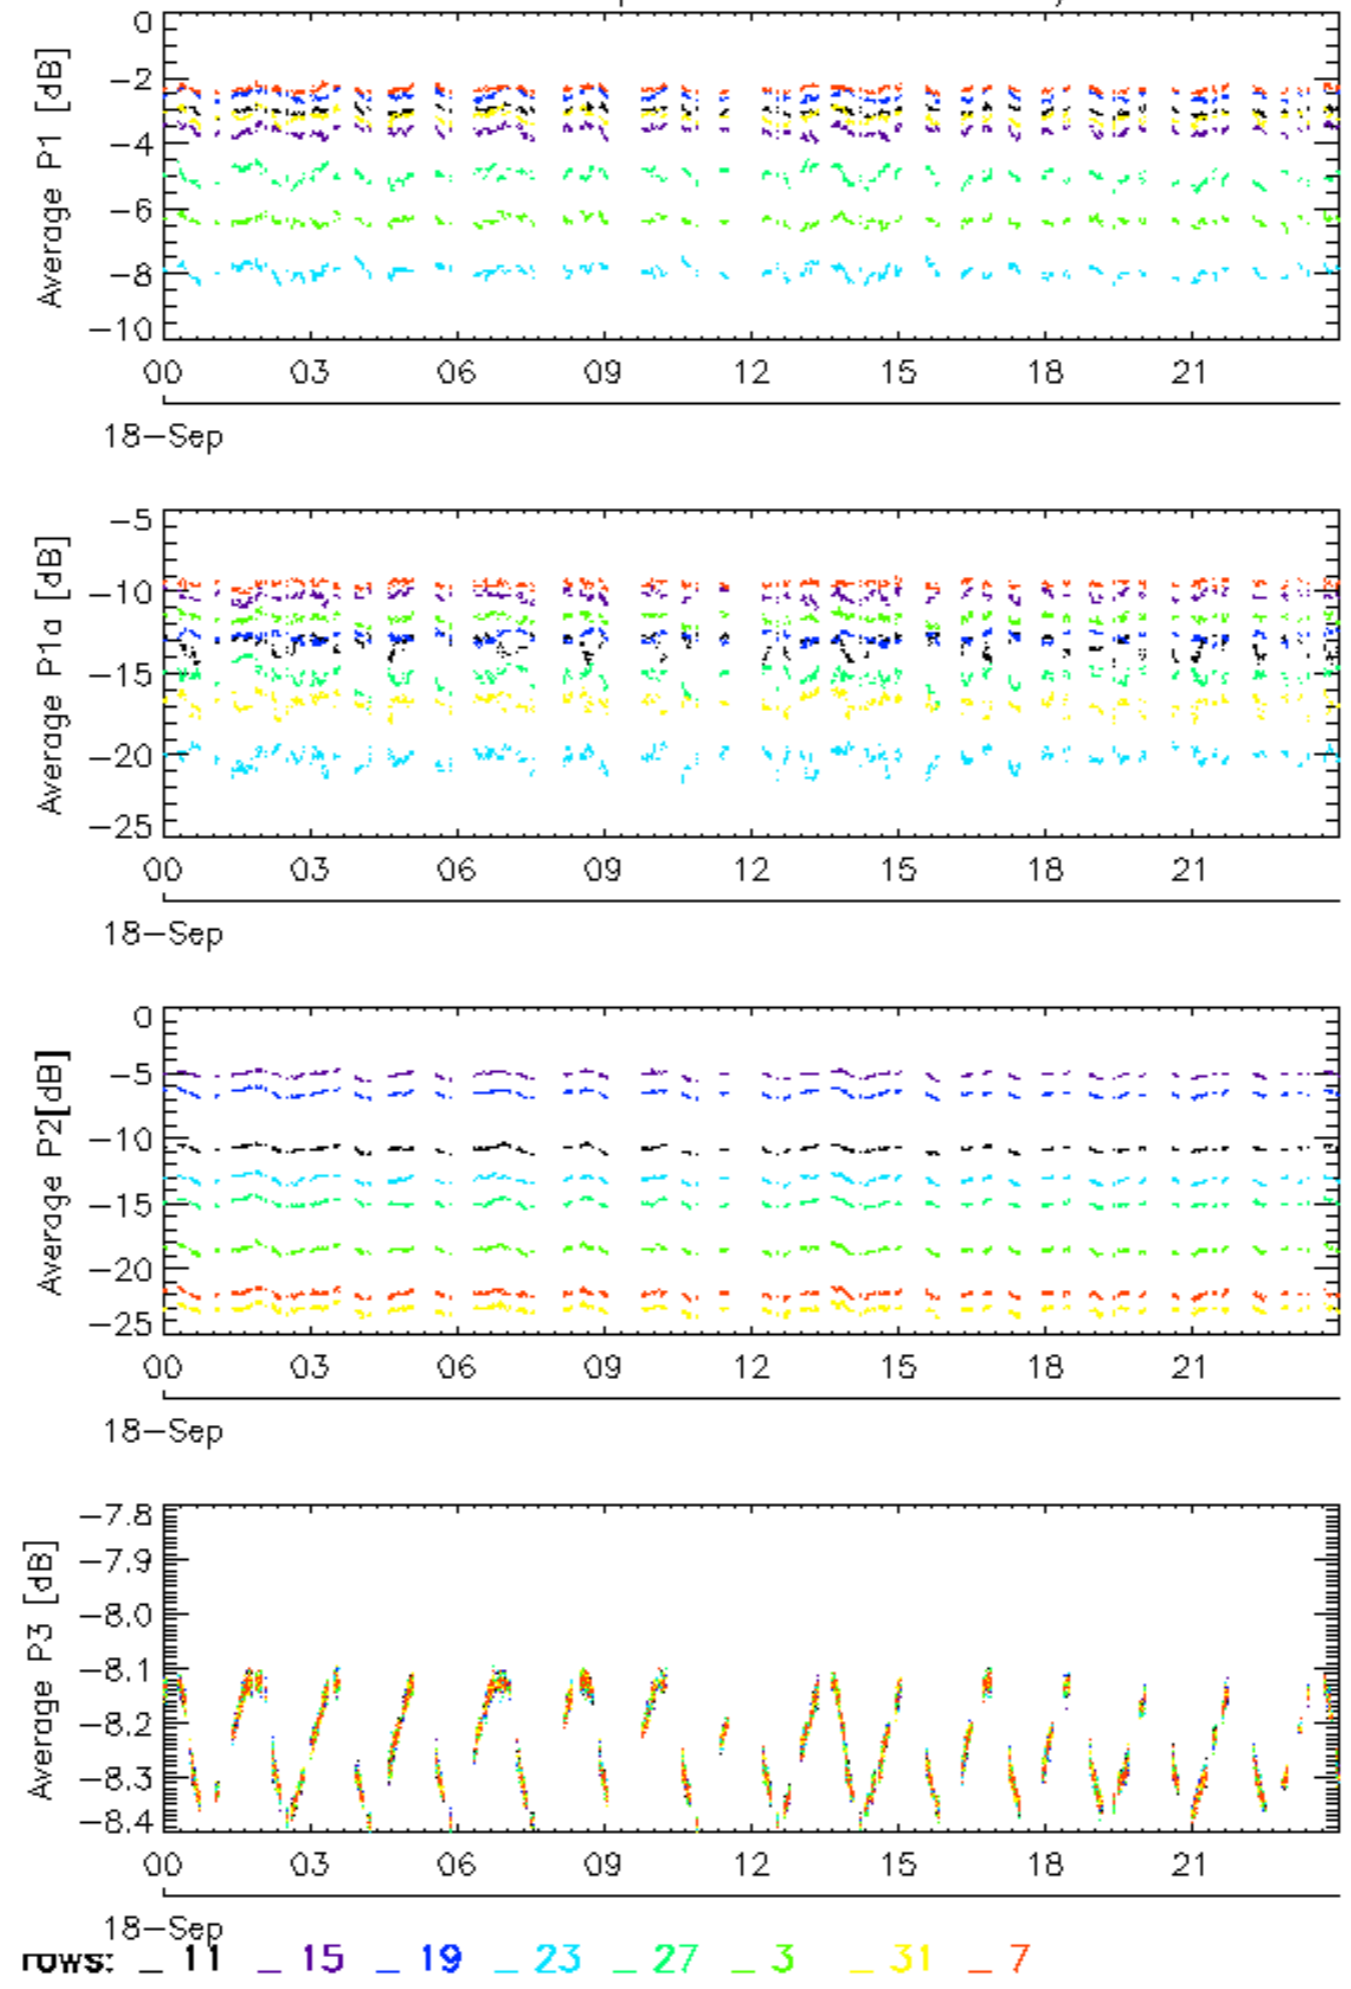 0
−2
−4
−6
−8
−10
Average P1 [dB]
00 03 06 09 12 15 18 21
18−Sep
−5
−10
−15
−20
−25
Average P1a [dB]
00 03 06 09 12 15 18 21
18−Sep
0
−5
−10
−15
−20
−25
Average P2[dB]
00 03 06 09 12 15 18 21
18−Sep
−7.8
−7.9
−8.0
−8.1
−8.2
−8.3
−8.4
Average P3 [dB]
00 03 06 09 12 15 18 21
18−Sep
rows: _ 11 _ 15 _ 19 _ 23 _ 27 _ 3 _ 31 _ 7